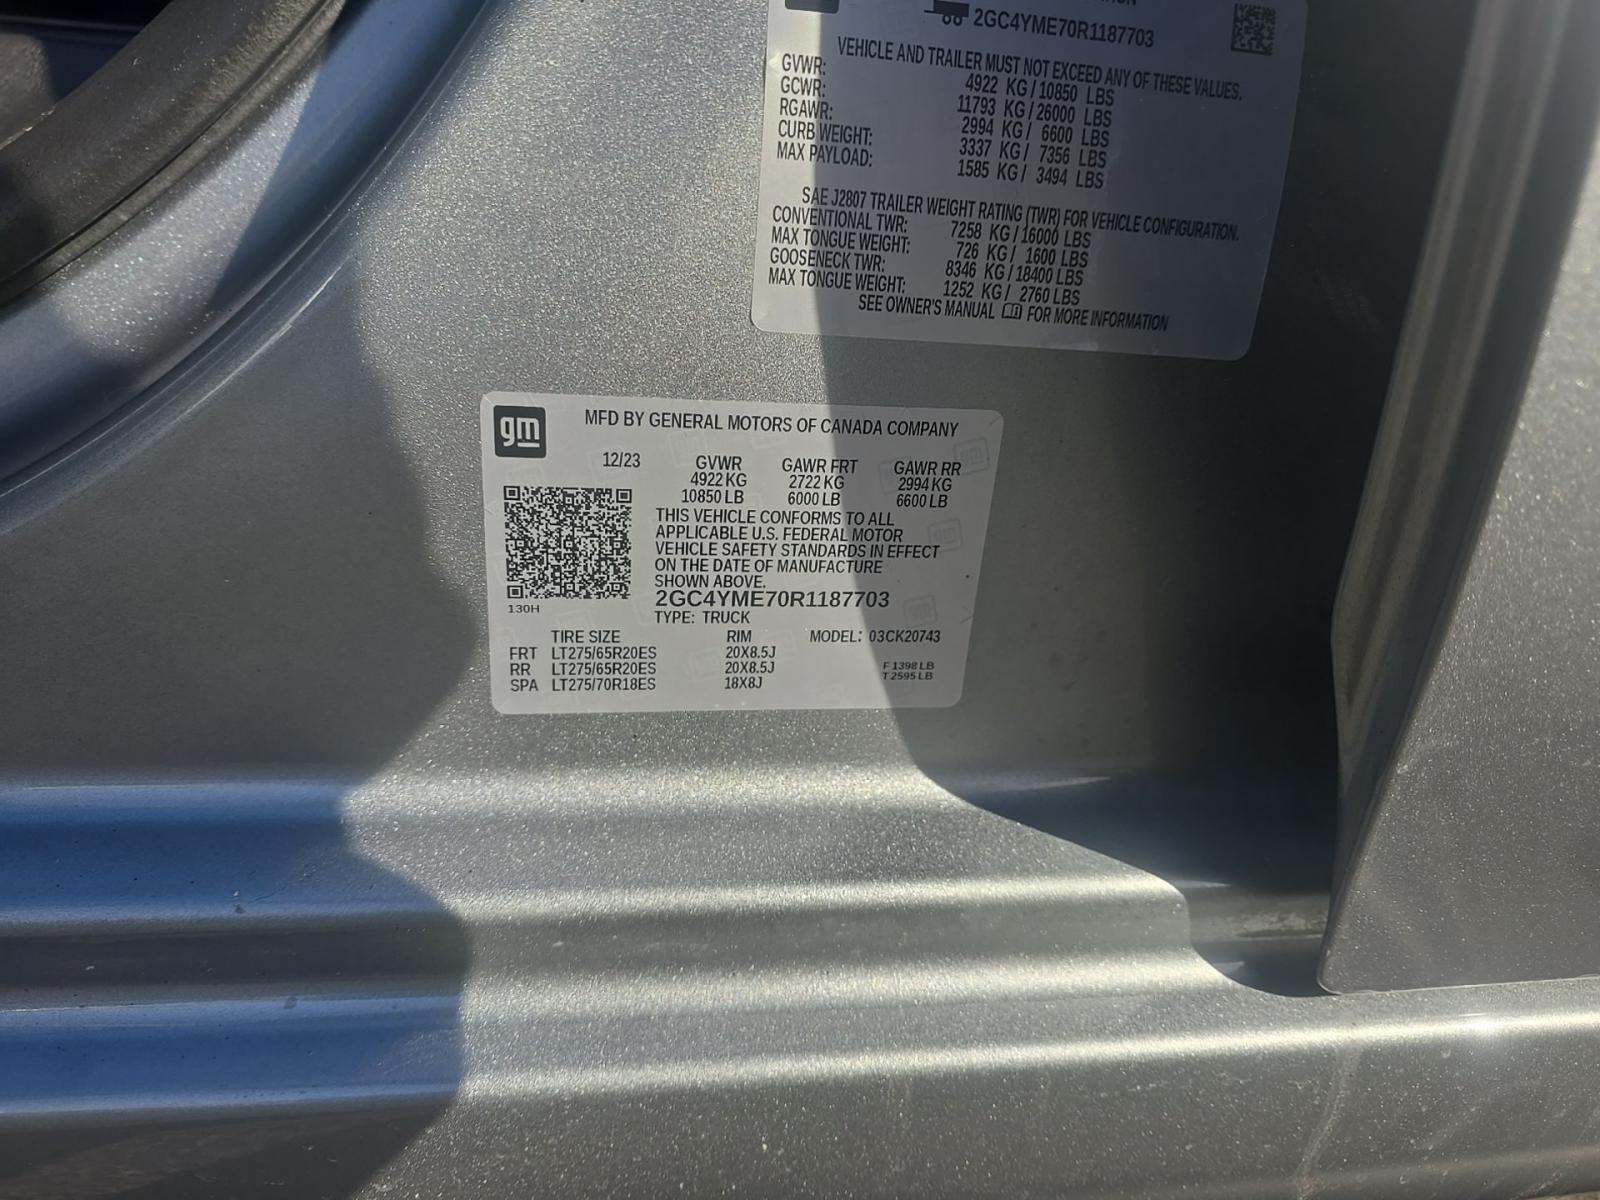 2GC4YME70R1187703
VEHICLE AND TRAILER MUST NOT EXCEED ANY OF THESE VALUES.
GVWR: 4922 KG / 10850 LBS
GCWR: 11793 KG / 26000 LBS
RGAWR: 2994 KG / 6600 LBS
CURB WEIGHT: 3337 KG / 7356 LBS
MAX PAYLOAD: 1585 KG / 3494 LBS
SAE J2807 TRAILER WEIGHT RATING (TWR) FOR VEHICLE CONFIGURATION.
CONVENTIONAL TWR: 7258 KG / 16000 LBS
MAX TONGUE WEIGHT: 726 KG / 1600 LBS
GOOSENECK TWR: 8346 KG / 18400 LBS
MAX TONGUE WEIGHT: 1252 KG / 2760 LBS
SEE OWNER'S MANUAL FOR MORE INFORMATION
gm MFD BY GENERAL MOTORS OF CANADA COMPANY
12/23 GVWR GAWR FRT GAWR RR
4922 KG 2722 KG 2994 KG
10850 LB 6000 LB 6600 LB
THIS VEHICLE CONFORMS TO ALL
APPLICABLE U.S. FEDERAL MOTOR
VEHICLE SAFETY STANDARDS IN EFFECT
ON THE DATE OF MANUFACTURE
SHOWN ABOVE.
2GC4YME70R1187703
130H
TYPE: TRUCK
TIRE SIZE RIM MODEL: 03CK20743
FRT LT275/65R20ES 20X8.5J
RR LT275/65R20ES 20X8.5J F 1398 LB
SPA LT275/70R18ES 18X8J T 2595 LB